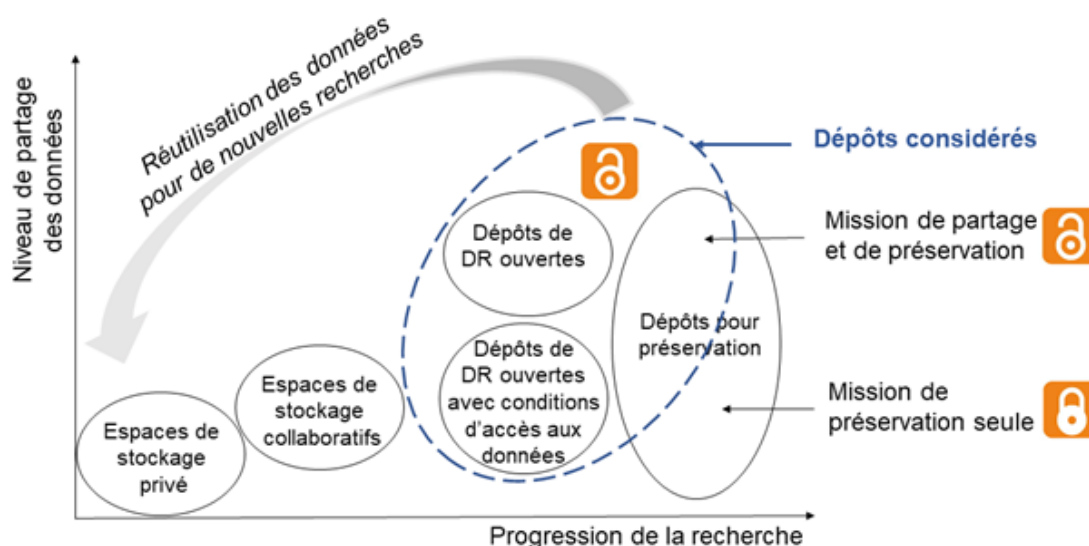 Niveau de partage
des données
Réutilisation des données
pour de nouvelles recherches
Dépôts considérés
Dépôts de
DR ouvertes
Mission de partage
et de préservation
Dépôts pour
préservation
Dépôts de
DR ouvertes
avec conditions
d'accès aux
données
Espaces de
stockage
collaboratifs
Espaces de
stockage
privé
Mission de
préservation seule
Progression de la recherche